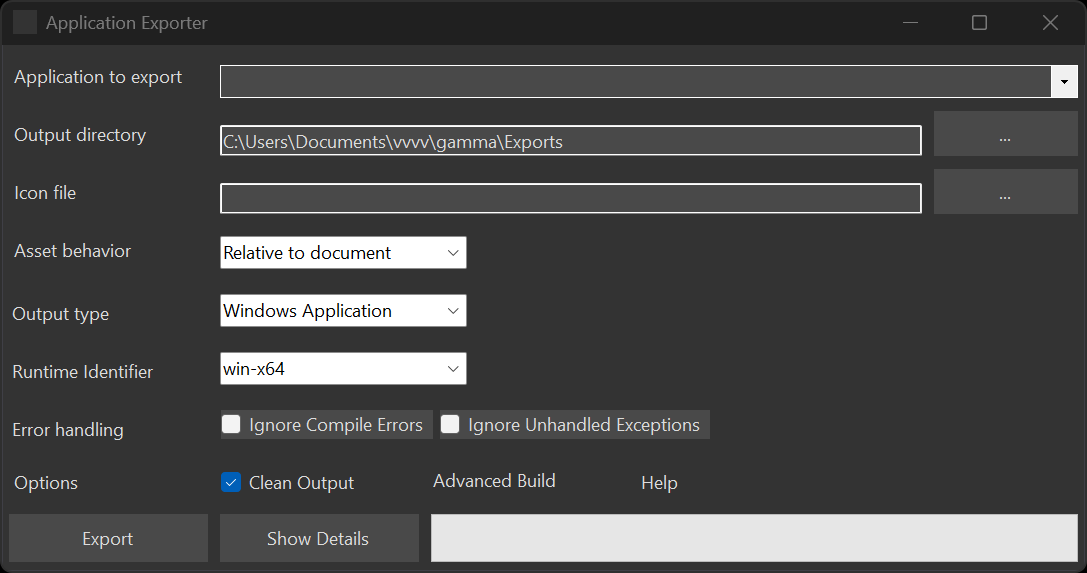 Application Exporter
Application to export
Output directory C:\Users\Documents\vvvv\gamma\Exports ...
Icon file ...
Asset behavior Relative to document
Output type Windows Application
Runtime Identifier win-x64
Error handling Ignore Compile Errors Ignore Unhandled Exceptions
Options Clean Output Advanced Build Help
Export Show Details